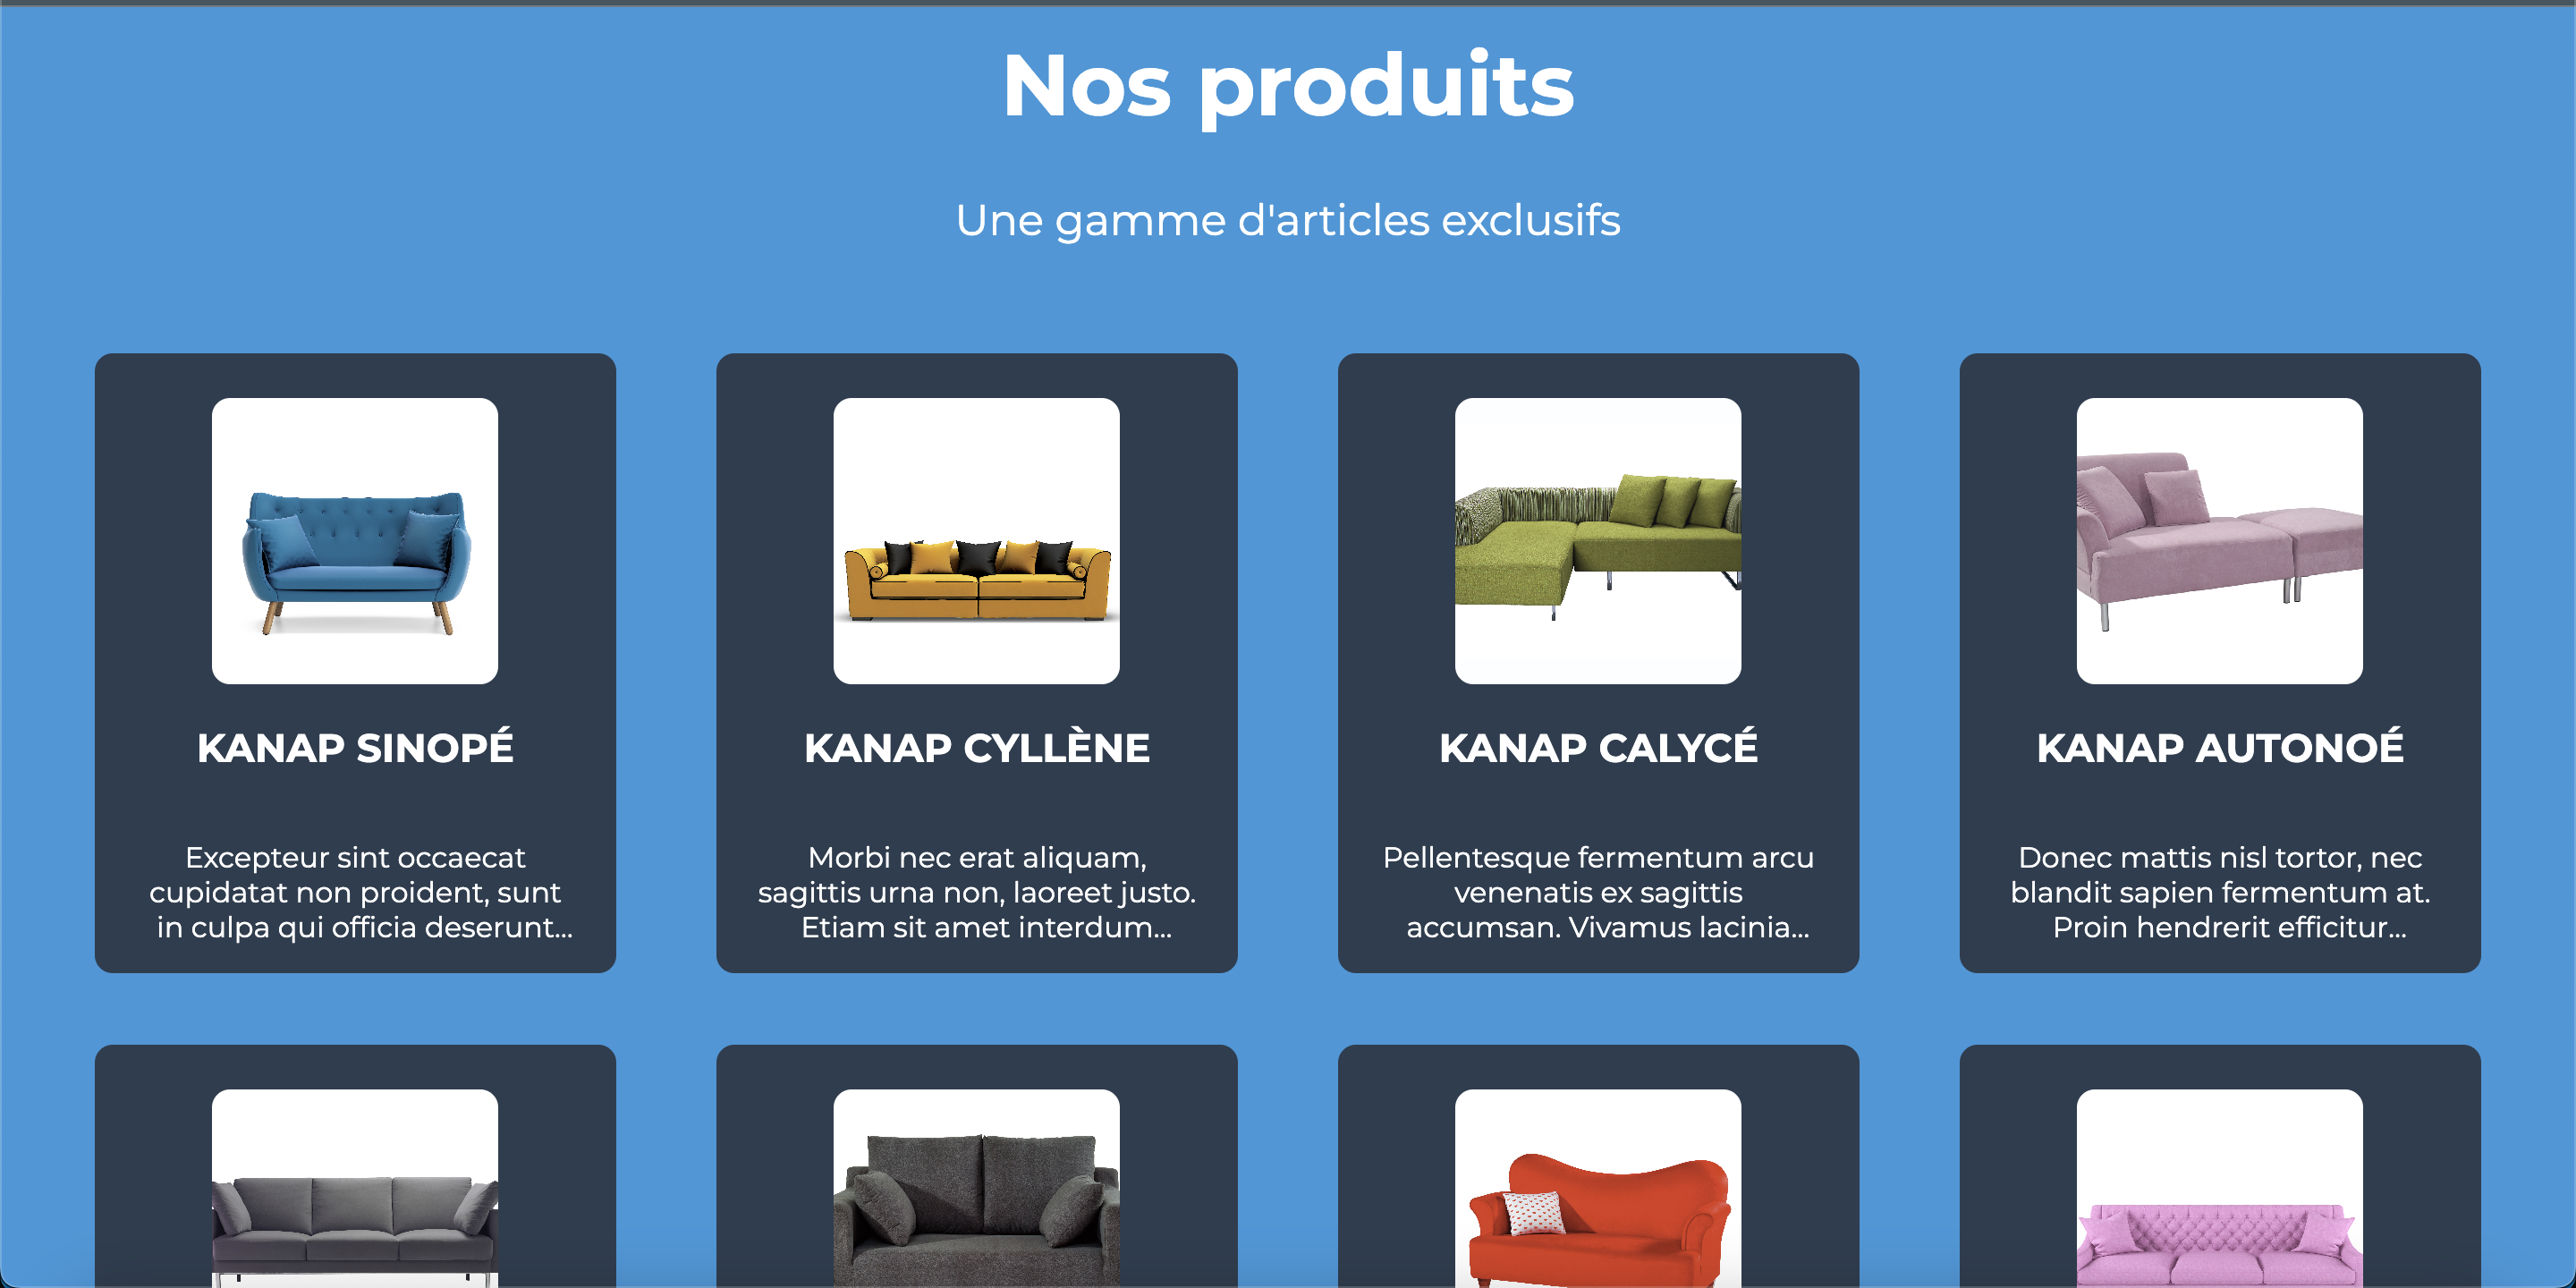 Nos produits
Une gamme d'articles exclusifs
KANAP SINOPÉ
Excepteur sint occaecat
cupidatat non proident, sunt
in culpa qui officia deserunt...
KANAP CYLLÈNE
Morbi nec erat aliquam,
sagittis urna non, laoreet justo.
Etiam sit amet interdum...
KANAP CALYCÉ
Pellentesque fermentum arcu
venenatis ex sagittis
accumsan. Vivamus lacinia...
KANAP AUTONOÉ
Donec mattis nisl tortor, nec
blandit sapien fermentum at.
Proin hendrerit efficitur...